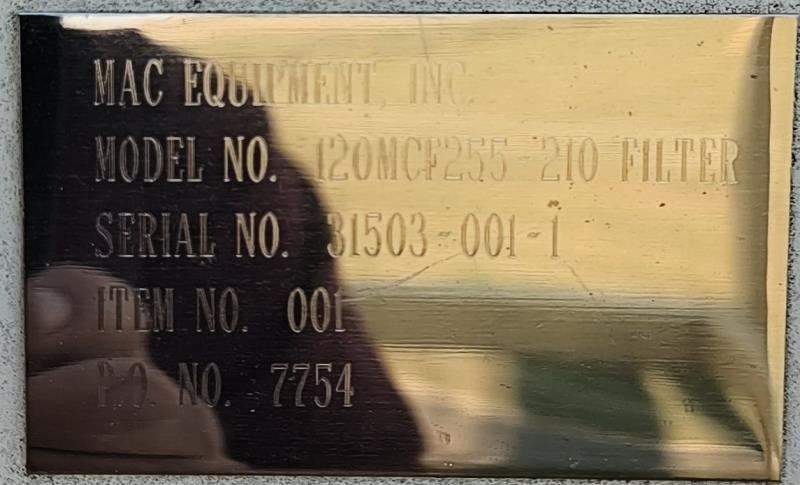 MAC EQUIPMENT, INC.
MODEL NO. 120MCF255-210 FILTER
SERIAL NO. 31503-001-1
ITEM NO. 001
P.O. NO. 7754